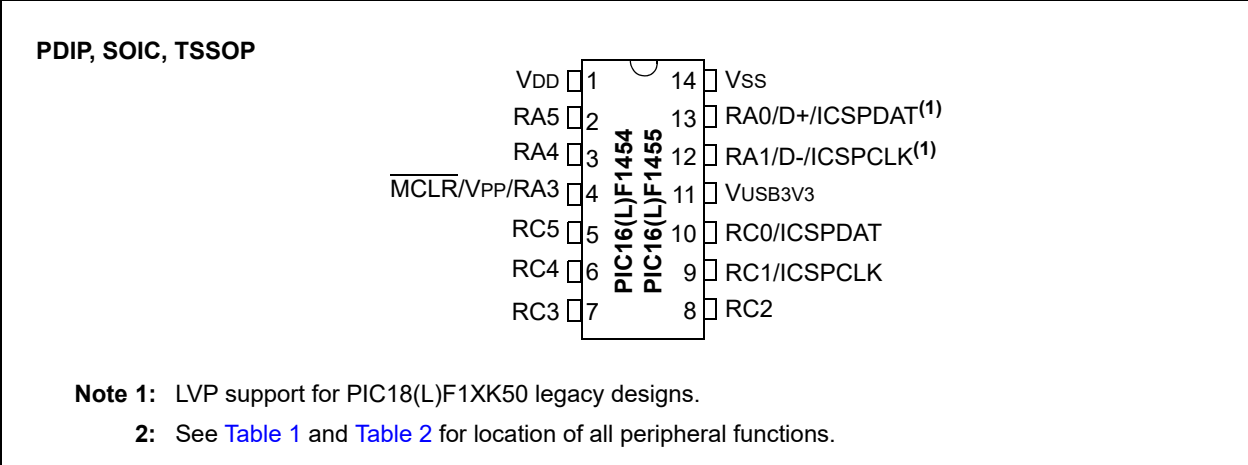 PDIP, SOIC, TSSOP
VDD 1 14 VSS
RA5 2 13 RA0/D+/ICSPDAT(1)
RA4 3 12 RA1/D-/ICSPCLK(1)
MCLR/VPP/RA3 4 11 VUSB3V3
RC5 5 10 RC0/ICSPDAT
RC4 6 9 RC1/ICSPCLK
RC3 7 8 RC2
PIC16(L)F1454
PIC16(L)F1455
Note 1: LVP support for PIC18(L)F1XK50 legacy designs.
2: See Table 1 and Table 2 for location of all peripheral functions.